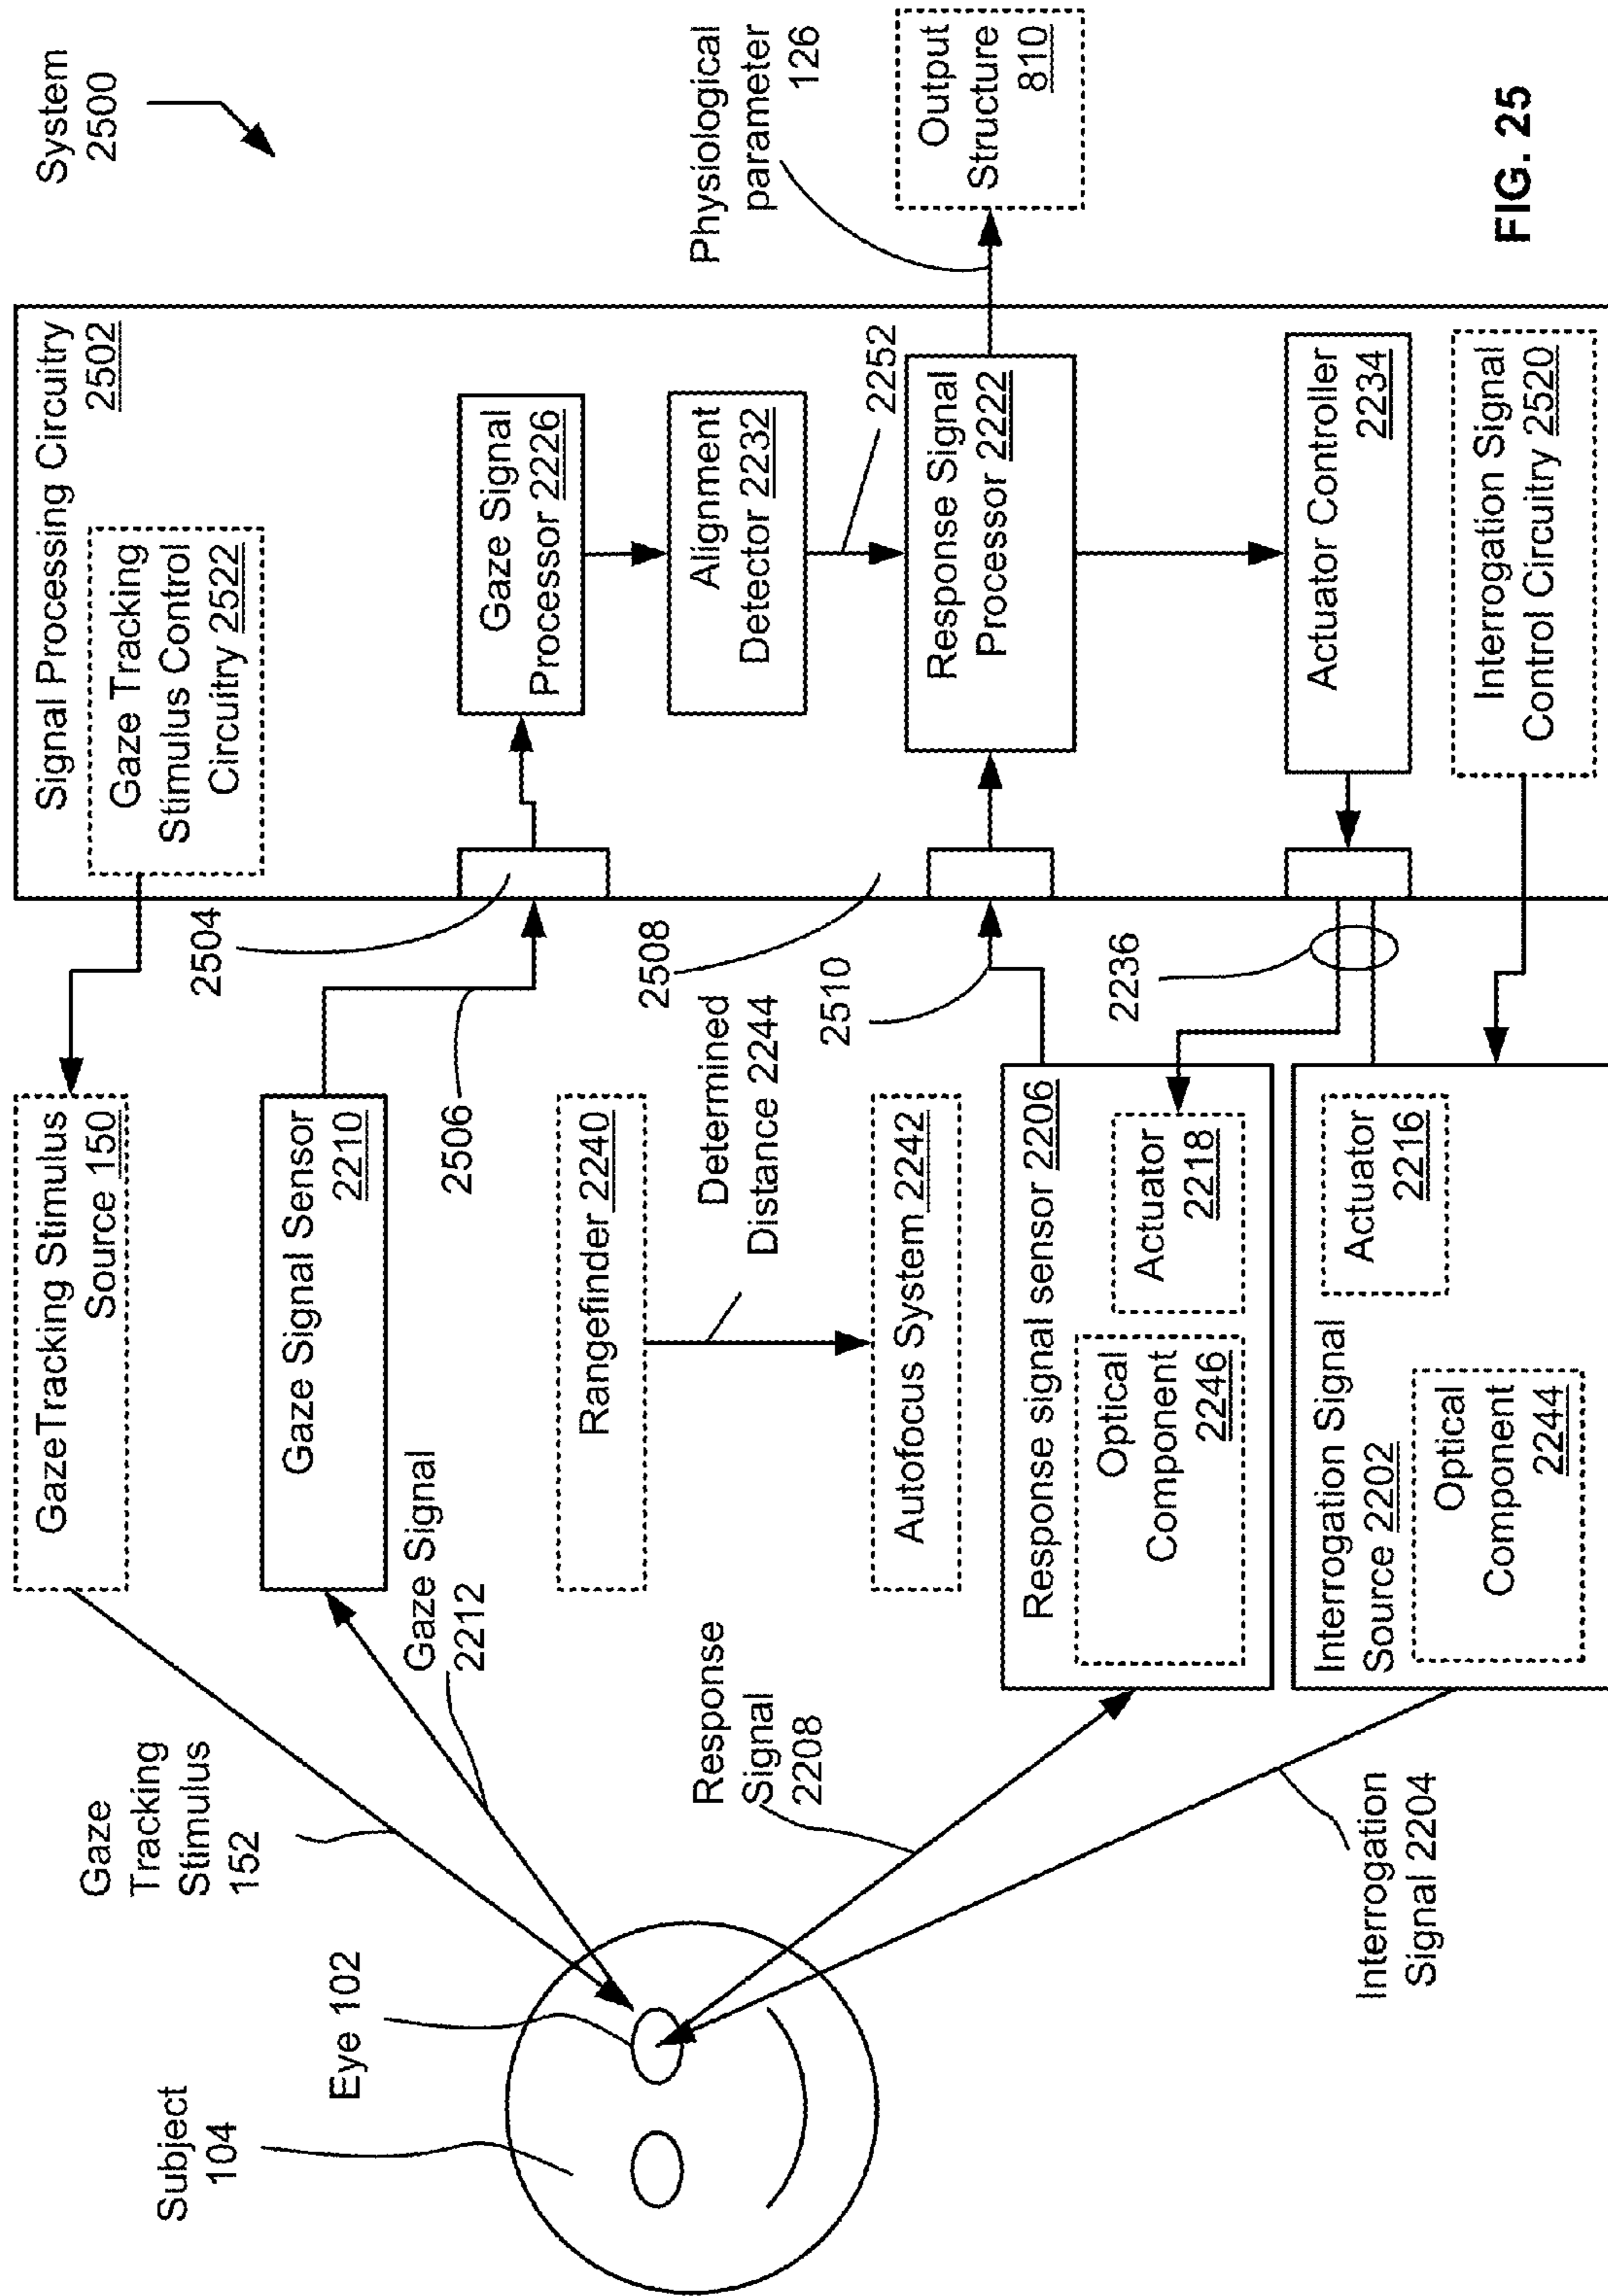 System
2500
Signal Processing Circuitry
2502
Gaze Tracking
Stimulus Control
Circuitry 2522
GazeTracking Stimulus
Source 150
Gaze
Tracking
Stimulus
152
Subject
104
Eye 102
Gaze Signal Sensor
2210
Gaze Signal
2212
2504
2506
Gaze Signal
Processor 2226
Alignment
Detector 2232
2252
Rangefinder 2240
Determined
Distance 2244
Autofocus System 2242
2508
2510
Response Signal
Processor 2222
Physiological
parameter
126
Output
Structure
810
Response
Signal
2208
Response signal sensor 2206
Optical
Component
2246
Actuator
2218
2236
Actuator Controller
2234
Interrogation Signal
Control Circuitry 2520
Interrogation Signal
Source 2202
Actuator
2216
Optical
Component
2244
Interrogation
Signal 2204
FIG. 25